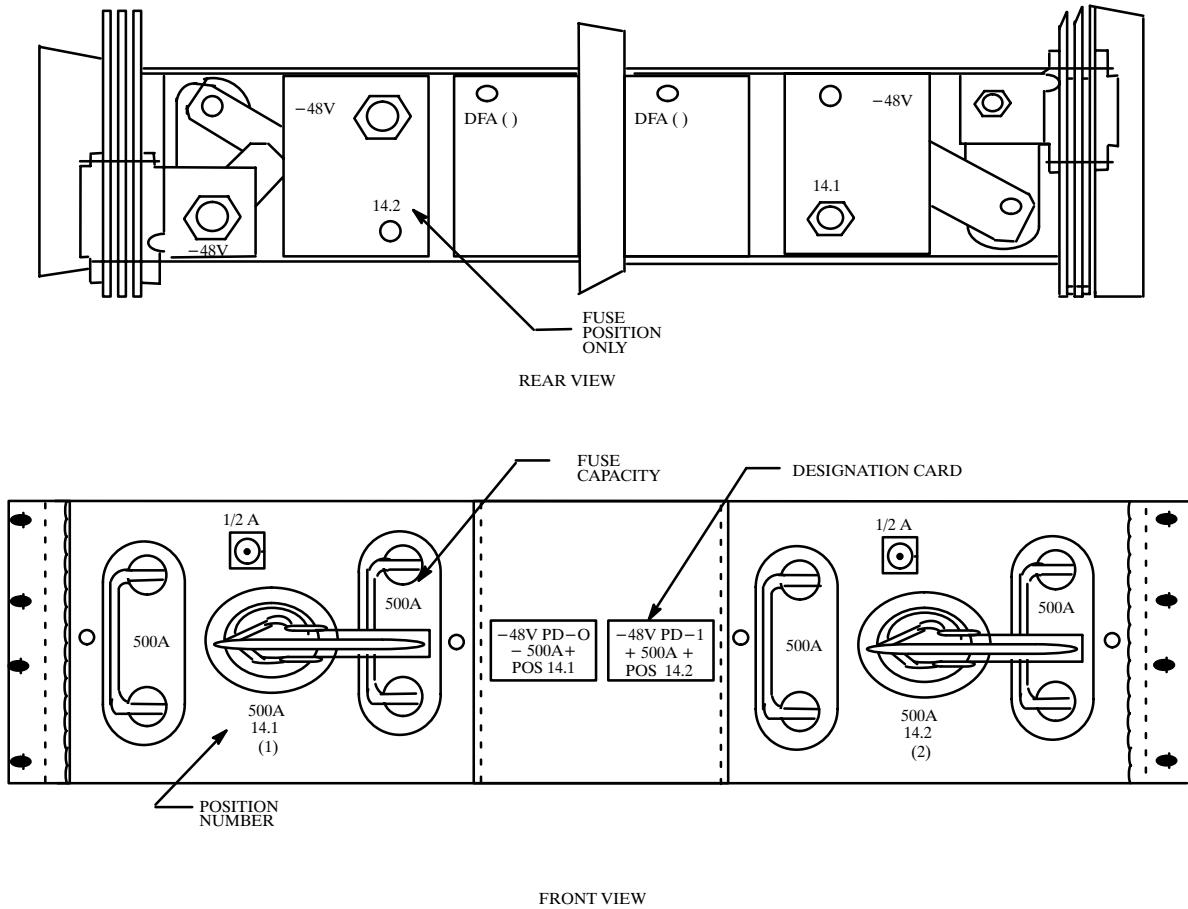 −48V
DFA ( )
DFA ( )
−48V
14.2
14.1
−48V
FUSE
POSITION
ONLY
REAR VIEW
FUSE
CAPACITY
DESIGNATION CARD
1/2 A
1/2 A
500A
500A
500A
500A
−48V PD−O
− 500A+
POS 14.1
−48V PD−1
+ 500A +
POS 14.2
500A
14.1
(1)
500A
14.2
(2)
POSITION
NUMBER
FRONT VIEW